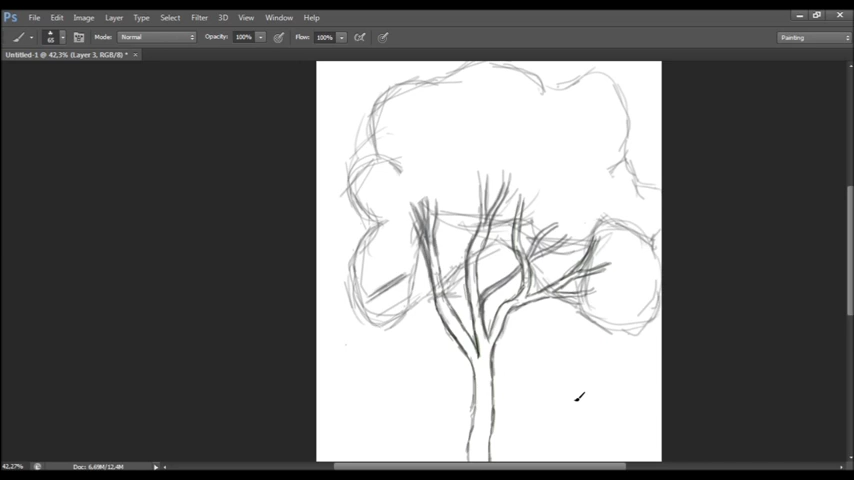 Ps File Edit Image Layer Type Select Filter 3D View Window Help
65 Mode: Normal Opacity: 100% Flow: 100% Painting
Untitled-1 @ 42,3% (Layer 3, RGB/8) * ×
42,27% Doc: 6,69M/12,4M